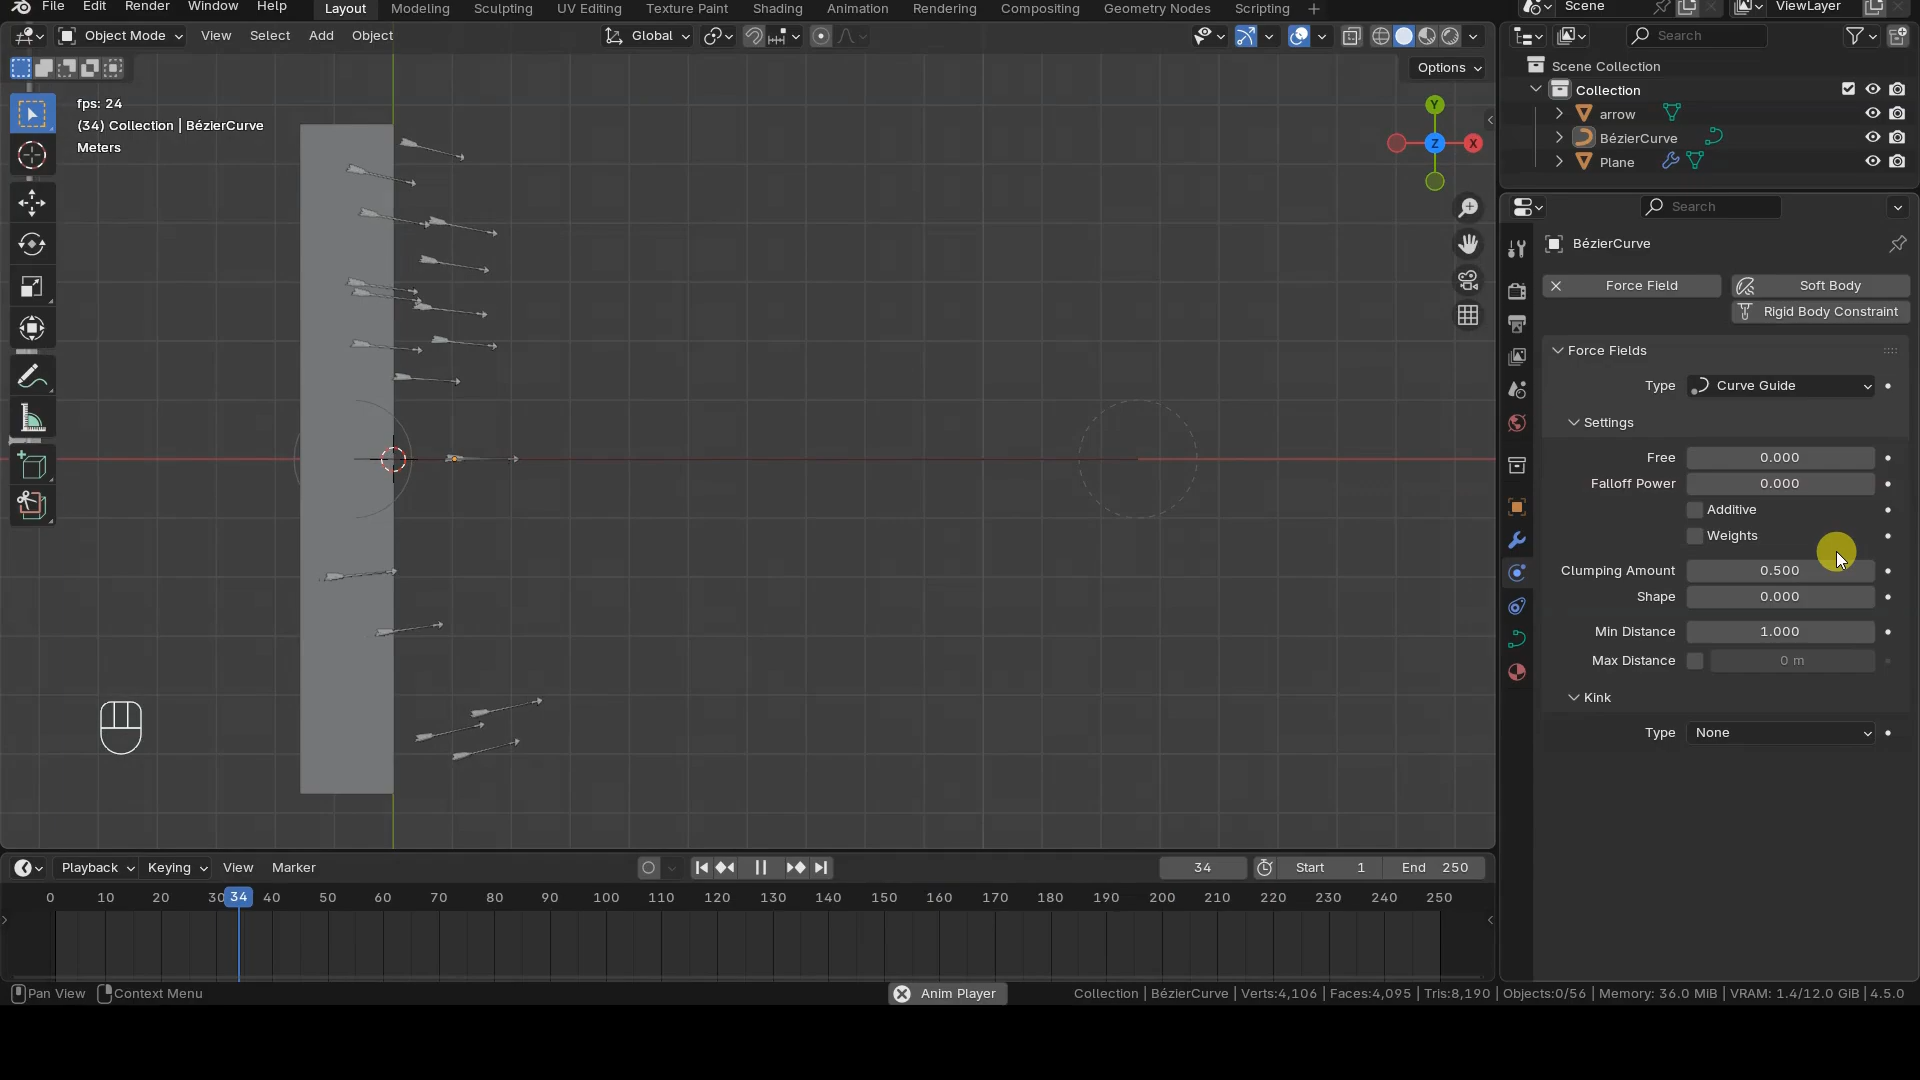 File Edit Render Window Help Layout Modeling Sculpting UV Editing Texture Paint Shading Animation Rendering Compositing Geometry Nodes Scripting + Scene ViewLayer
Object Mode View Select Add Object Global Search
Options
fps: 24
(34) Collection | BézierCurve
Meters
Y
X
Z
Scene Collection
Collection
arrow
BézierCurve
Plane
Search
BézierCurve
Force Field Soft Body
Rigid Body Constraint
Force Fields
Type Curve Guide
Settings
Free 0.000
Falloff Power 0.000
Additive
Weights
Clumping Amount 0.500
Shape 0.000
Min Distance 1.000
Max Distance 0 m
Kink
Type None
Playback Keying View Marker 34 Start 1 End 250
0 10 20 30 34 40 50 60 70 80 90 100 110 120 130 140 150 160 170 180 190 200 210 220 230 240 250
Pan View Context Menu Anim Player Collection | BézierCurve | Verts:4,106 | Faces:4,095 | Tris:8,190 | Objects:0/56 | Memory: 36.0 MiB | VRAM: 1.4/12.0 GiB | 4.5.0